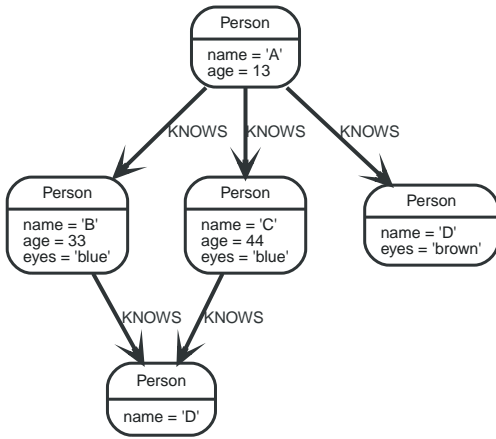 Person
name = 'A'
age = 13
KNOWS
KNOWS
KNOWS
Person
name = 'B'
age = 33
eyes = 'blue'
Person
name = 'C'
age = 44
eyes = 'blue'
Person
name = 'D'
eyes = 'brown'
KNOWS
KNOWS
Person
name = 'D'